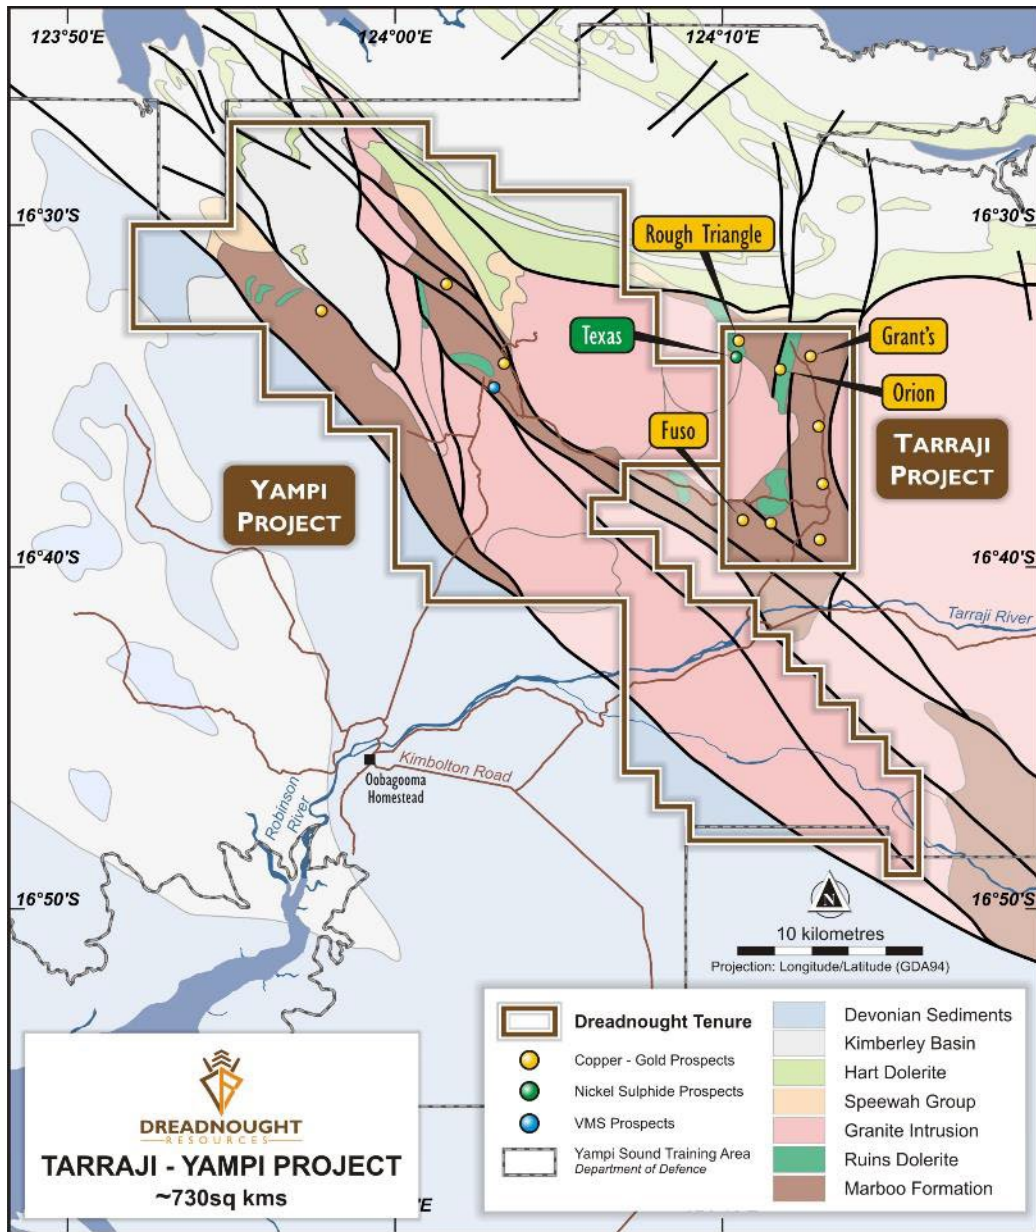 123°50'E
124°00'E
124°10'E
16°30'S
16°30'S
Rough Triangle
Texas
Grant's
Orion
Fuso
TARRAJI
PROJECT
YAMPI
PROJECT
16°40'S
16°40'S
Tarraji River
Kimbolton Road
Oobagooma
Homestead
Robinson
River
16°50'S
16°50'S
N
10 kilometres
Projection: Longitude/Latitude (GDA94)
Dreadnought Tenure
Copper - Gold Prospects
Nickel Sulphide Prospects
VMS Prospects
Yampi Sound Training Area
Department of Defence
Devonian Sediments
Kimberley Basin
Hart Dolerite
Speewah Group
Granite Intrusion
Ruins Dolerite
Marboo Formation
DREADNOUGHT
RESOURCES
TARRAJI - YAMPI PROJECT
~730sq kms